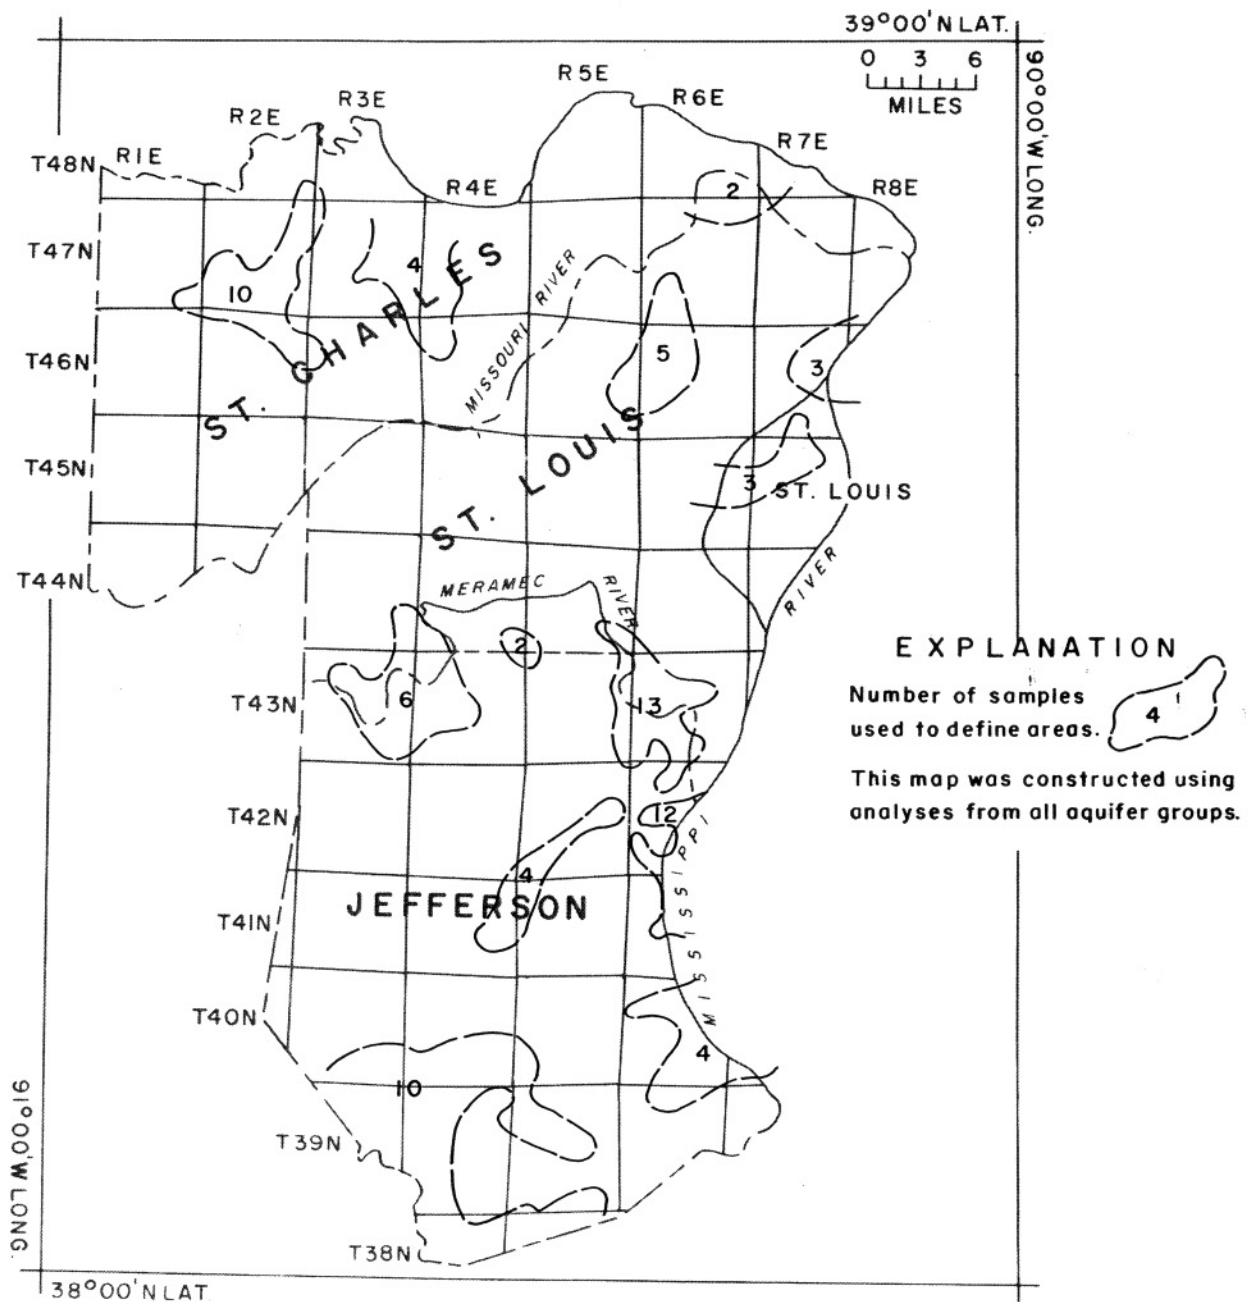 39°00'N LAT.
0 3 6
MILES
90°00'W LONG.
R5E
R6E
R3E
R2E
R7E
R1E
T48N
R4E
R8E
2
T47N
4
10
ST. CHARLES
MISSOURI RIVER
5
3
T46N
ST. LOUIS
T45N
3
ST. LOUIS
T44N
MERAMEC RIVER
RIVER
2
EXPLANATION
Number of samples
used to define areas.
4
This map was constructed using
analyses from all aquifer groups.
T43N
6
13
T42N
12
4
JEFFERSON
T41N
MISSISSIPPI
T40N
4
10
T39N
91°00'W LONG.
T38N
38°00'N LAT.